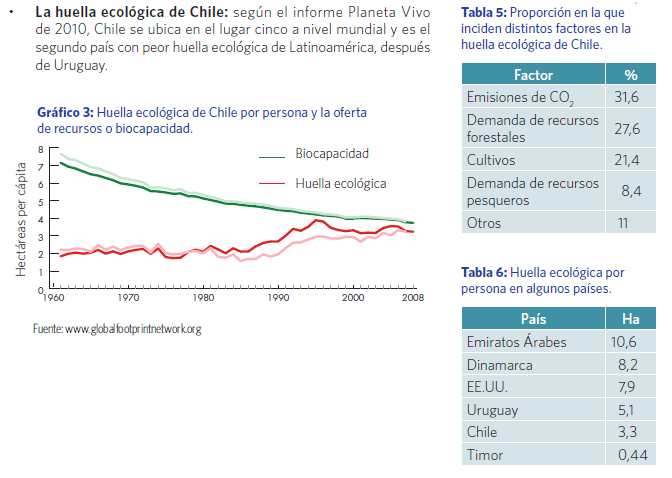 • La huella ecológica de Chile: según el informe Planeta Vivo
de 2010, Chile se ubica en el lugar cinco a nivel mundial y es el
segundo país con peor huella ecológica de Latinoamérica, después
de Uruguay.
Gráfico 3: Huella ecológica de Chile por persona y la oferta
de recursos o biocapacidad.
Hectáreas per cápita
8
7
6
5
4
3
2
1
0
1960 1970 1980 1990 2000 2008
Biocapacidad
Huella ecológica
Fuente: www.globalfootprintnetwork.org
Tabla 5: Proporción en la que
inciden distintos factores en la
huella ecológica de Chile.
Factor %
Emisiones de CO₂ 31,6
Demanda de recursos
forestales 27,6
Cultivos 21,4
Demanda de recursos
pesqueros 8,4
Otros 11
Tabla 6: Huella ecológica por
persona en algunos países.
País Ha
Emiratos Árabes 10,6
Dinamarca 8,2
EE.UU. 7,9
Uruguay 5,1
Chile 3,3
Timor 0,44